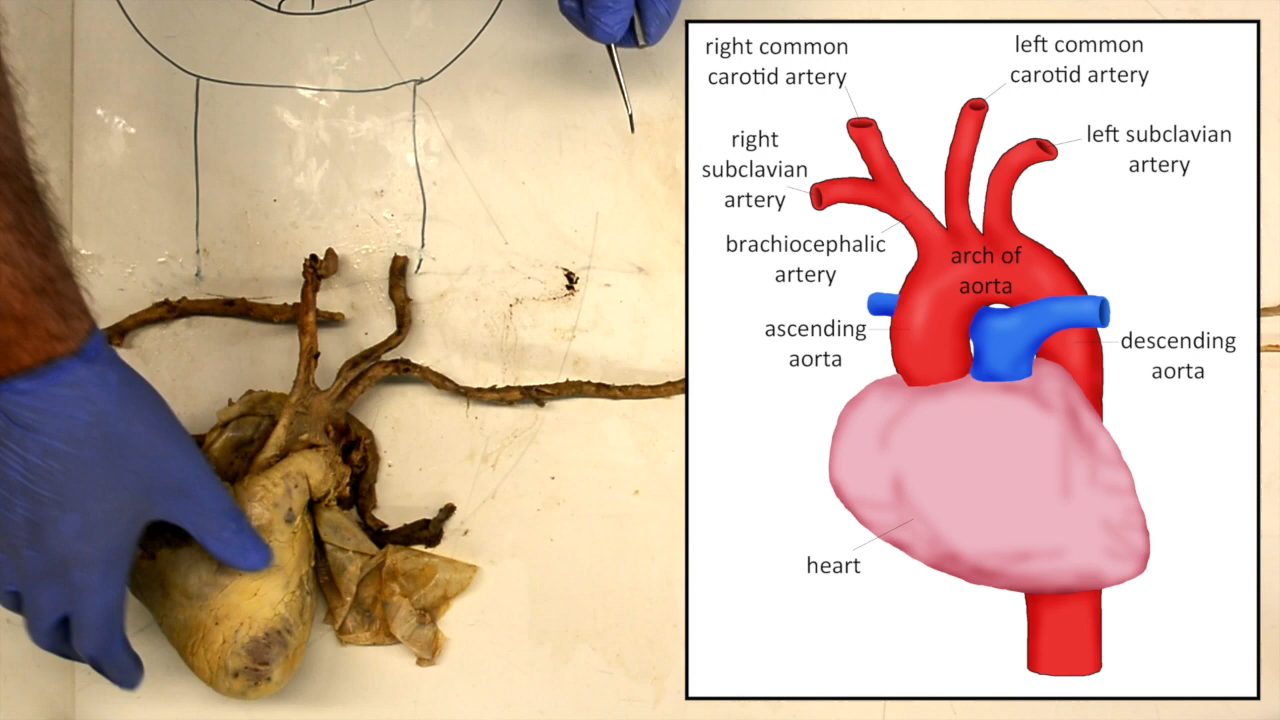 right common
carotid artery
left common
carotid artery
right
subclavian
artery
left subclavian
artery
brachiocephalic
artery
arch of
aorta
ascending
aorta
descending
aorta
heart